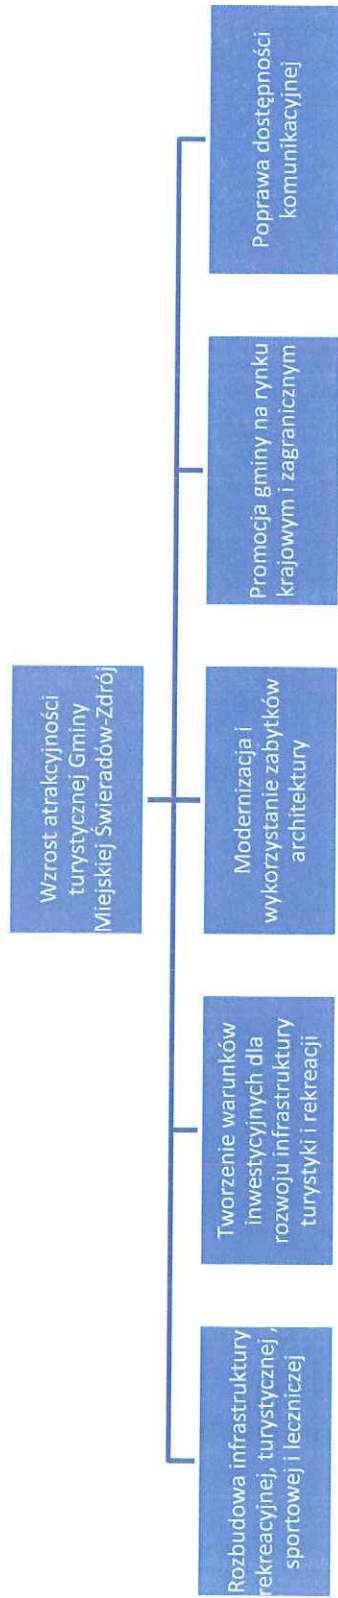 Wzrost atrakcyjności
turystycznej Gminy
Miejskiej Świeradów-Zdrój
Rozbudowa infrastruktury
rekreacyjnej, turystycznej ,
sportowej i leczniczej
Tworzenie warunków
inwestycyjnych dla
rozwoju infrastruktury
turystyki i rekreacji
Modernizacja i
wykorzystanie zabytków
architektury
Promocja gminy na rynku
krajowym i zagranicznym
Poprawa dostępności
komunikacyjnej